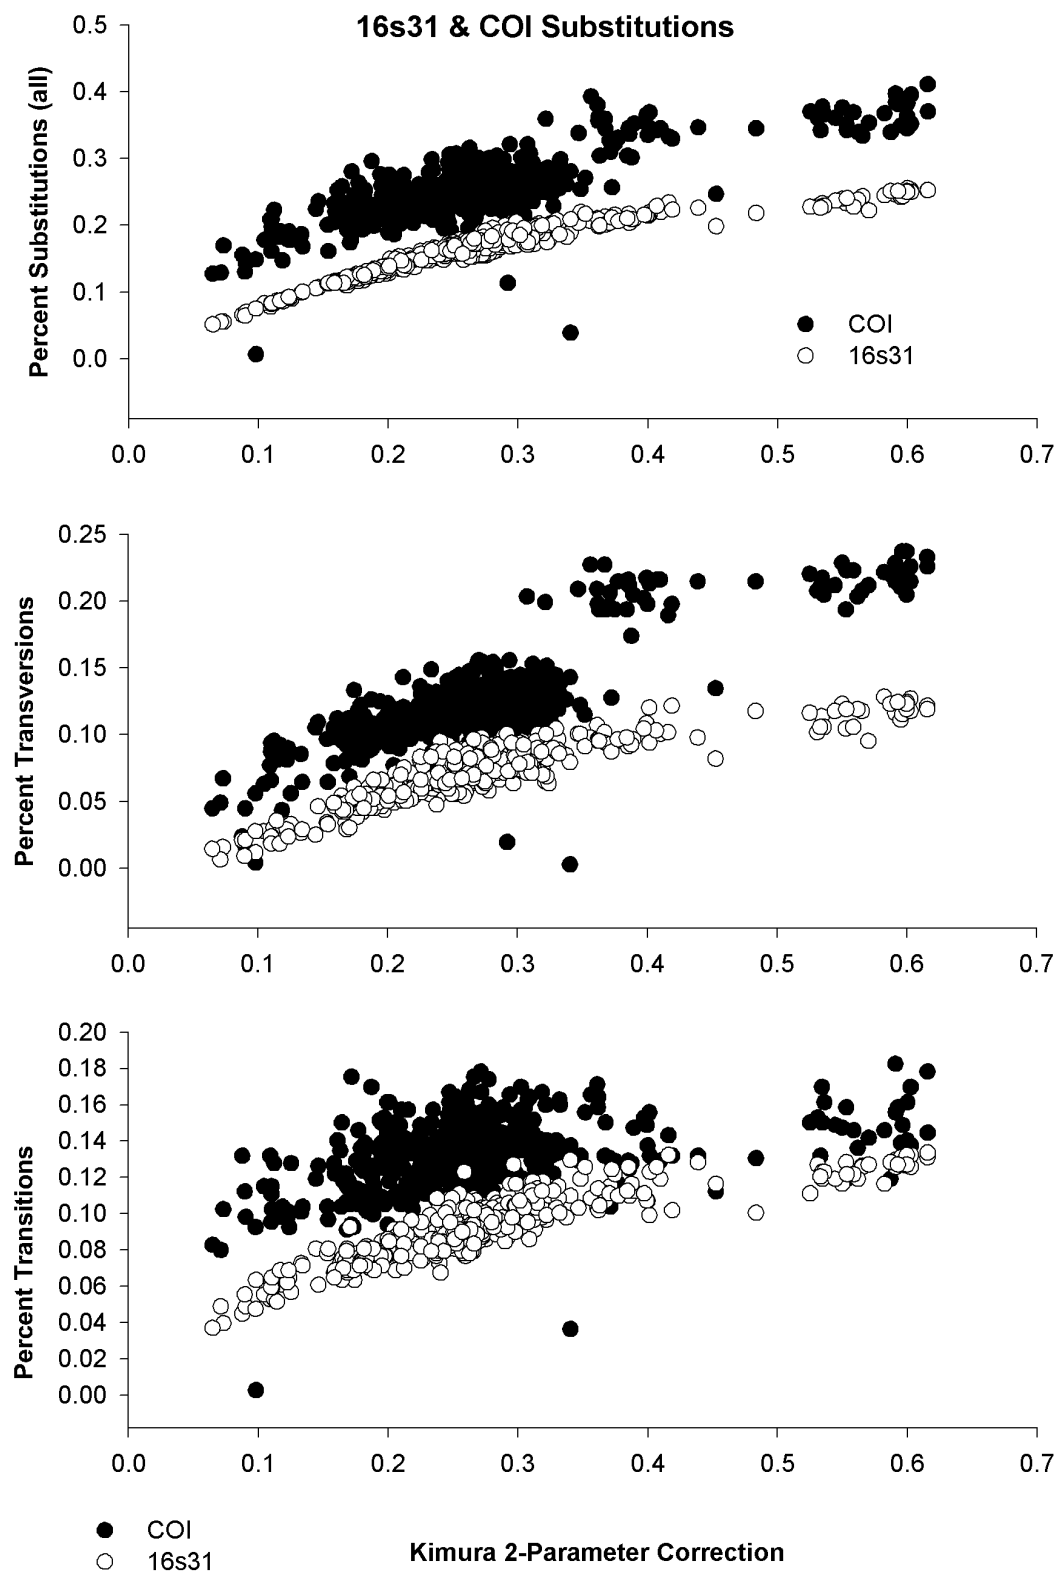 16s31 & COI Substitutions
Percent Substitutions (all)
0.5
0.4
0.3
0.2
0.1
0.0
COI
16s31
0.0 0.1 0.2 0.3 0.4 0.5 0.6 0.7
Percent Transversions
0.25
0.20
0.15
0.10
0.05
0.00
0.0 0.1 0.2 0.3 0.4 0.5 0.6 0.7
Percent Transitions
0.20
0.18
0.16
0.14
0.12
0.10
0.08
0.06
0.04
0.02
0.00
0.0 0.1 0.2 0.3 0.4 0.5 0.6 0.7
COI
16s31
Kimura 2-Parameter Correction